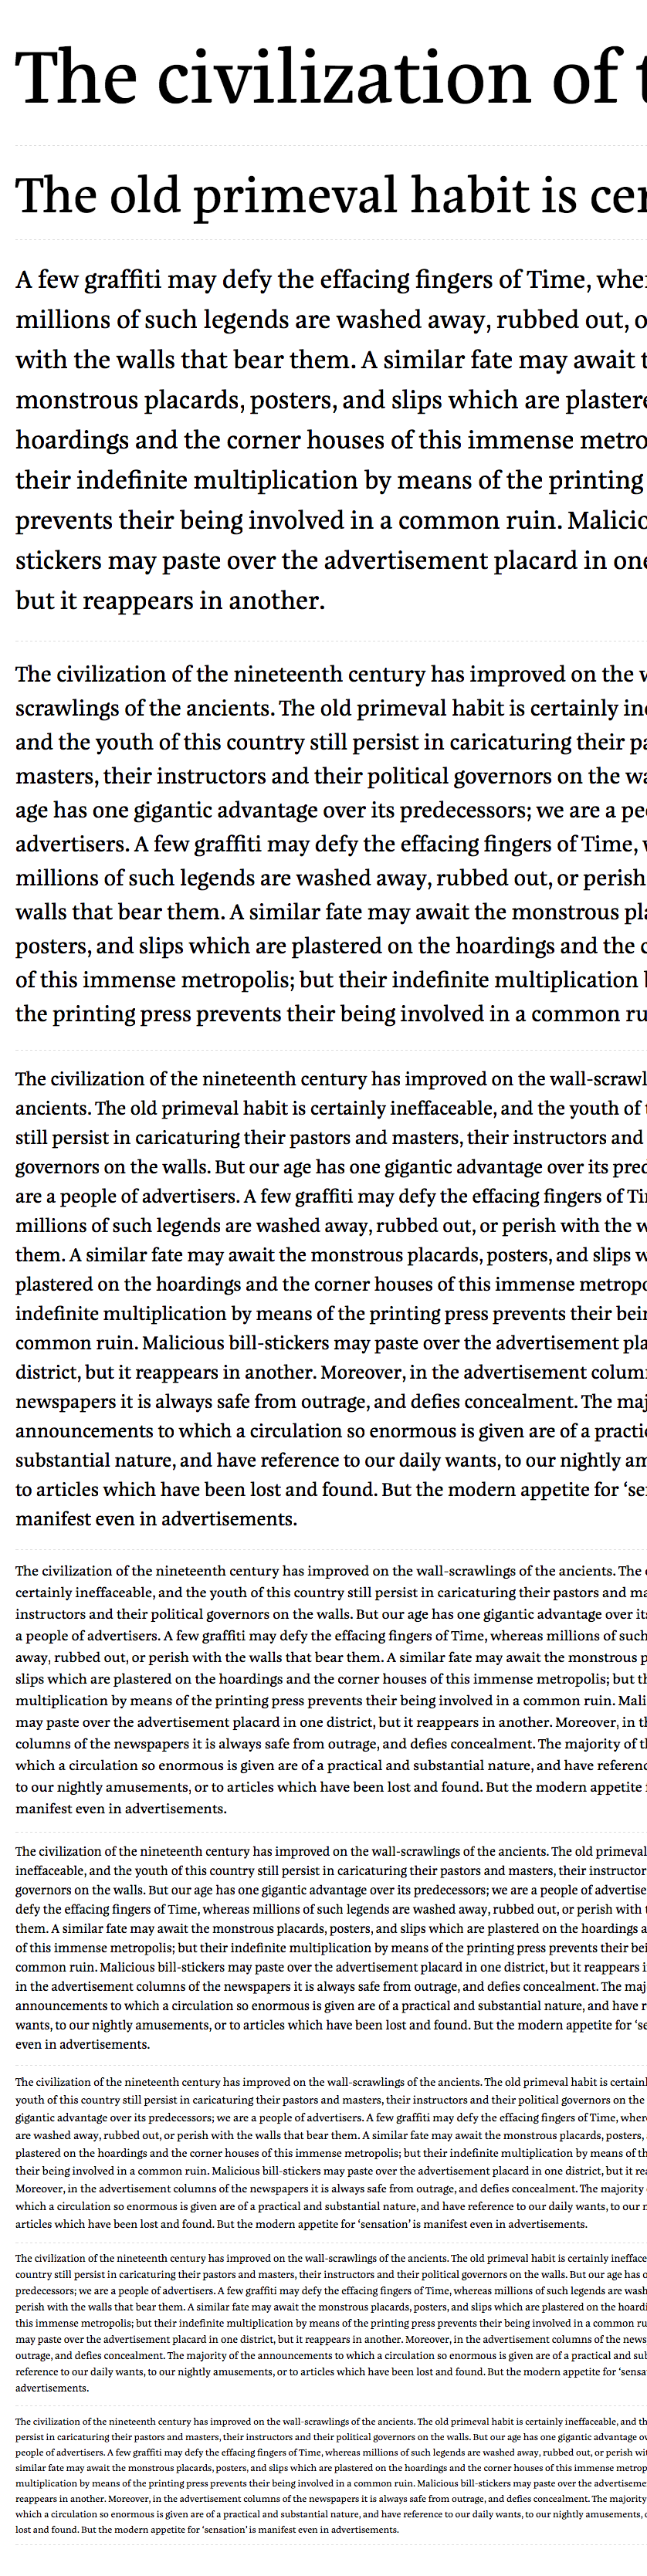 The civilization of t
The old primeval habit is cer
A few graffiti may defy the effacing fingers of Time, wher
millions of such legends are washed away, rubbed out, o
with the walls that bear them. A similar fate may await t
monstrous placards, posters, and slips which are plastere
hoardings and the corner houses of this immense metro
their indefinite multiplication by means of the printing
prevents their being involved in a common ruin. Malicio
stickers may paste over the advertisement placard in one
but it reappears in another.
The civilization of the nineteenth century has improved on the w
scrawlings of the ancients. The old primeval habit is certainly ine
and the youth of this country still persist in caricaturing their pa
masters, their instructors and their political governors on the wa
age has one gigantic advantage over its predecessors; we are a peo
advertisers. A few graffiti may defy the effacing fingers of Time, w
millions of such legends are washed away, rubbed out, or perish
walls that bear them. A similar fate may await the monstrous pla
posters, and slips which are plastered on the hoardings and the c
of this immense metropolis; but their indefinite multiplication b
the printing press prevents their being involved in a common ru
The civilization of the nineteenth century has improved on the wall-scrawl
ancients. The old primeval habit is certainly ineffaceable, and the youth of t
still persist in caricaturing their pastors and masters, their instructors and
governors on the walls. But our age has one gigantic advantage over its pred
are a people of advertisers. A few graffiti may defy the effacing fingers of Ti
millions of such legends are washed away, rubbed out, or perish with the w
them. A similar fate may await the monstrous placards, posters, and slips w
plastered on the hoardings and the corner houses of this immense metropo
indefinite multiplication by means of the printing press prevents their bei
common ruin. Malicious bill-stickers may paste over the advertisement pla
district, but it reappears in another. Moreover, in the advertisement colum
newspapers it is always safe from outrage, and defies concealment. The maj
announcements to which a circulation so enormous is given are of a practi
substantial nature, and have reference to our daily wants, to our nightly am
to articles which have been lost and found. But the modern appetite for ‘se
manifest even in advertisements.
The civilization of the nineteenth century has improved on the wall-scrawlings of the ancients. The o
certainly ineffaceable, and the youth of this country still persist in caricaturing their pastors and ma
instructors and their political governors on the walls. But our age has one gigantic advantage over its
a people of advertisers. A few graffiti may defy the effacing fingers of Time, whereas millions of such
away, rubbed out, or perish with the walls that bear them. A similar fate may await the monstrous p
slips which are plastered on the hoardings and the corner houses of this immense metropolis; but th
multiplication by means of the printing press prevents their being involved in a common ruin. Mali
may paste over the advertisement placard in one district, but it reappears in another. Moreover, in th
columns of the newspapers it is always safe from outrage, and defies concealment. The majority of th
which a circulation so enormous is given are of a practical and substantial nature, and have referenc
to our nightly amusements, or to articles which have been lost and found. But the modern appetite f
manifest even in advertisements.
The civilization of the nineteenth century has improved on the wall-scrawlings of the ancients. The old primeval
ineffaceable, and the youth of this country still persist in caricaturing their pastors and masters, their instructor
governors on the walls. But our age has one gigantic advantage over its predecessors; we are a people of advertise
defy the effacing fingers of Time, whereas millions of such legends are washed away, rubbed out, or perish with t
them. A similar fate may await the monstrous placards, posters, and slips which are plastered on the hoardings a
of this immense metropolis; but their indefinite multiplication by means of the printing press prevents their bei
common ruin. Malicious bill-stickers may paste over the advertisement placard in one district, but it reappears i
in the advertisement columns of the newspapers it is always safe from outrage, and defies concealment. The maj
announcements to which a circulation so enormous is given are of a practical and substantial nature, and have r
wants, to our nightly amusements, or to articles which have been lost and found. But the modern appetite for ‘se
even in advertisements.
The civilization of the nineteenth century has improved on the wall-scrawlings of the ancients. The old primeval habit is certainl
youth of this country still persist in caricaturing their pastors and masters, their instructors and their political governors on the
gigantic advantage over its predecessors; we are a people of advertisers. A few graffiti may defy the effacing fingers of Time, wher
are washed away, rubbed out, or perish with the walls that bear them. A similar fate may await the monstrous placards, posters,
plastered on the hoardings and the corner houses of this immense metropolis; but their indefinite multiplication by means of th
their being involved in a common ruin. Malicious bill-stickers may paste over the advertisement placard in one district, but it rea
Moreover, in the advertisement columns of the newspapers it is always safe from outrage, and defies concealment. The majority
which a circulation so enormous is given are of a practical and substantial nature, and have reference to our daily wants, to our n
articles which have been lost and found. But the modern appetite for ‘sensation’ is manifest even in advertisements.
The civilization of the nineteenth century has improved on the wall-scrawlings of the ancients. The old primeval habit is certainly ineffac
country still persist in caricaturing their pastors and masters, their instructors and their political governors on the walls. But our age has o
predecessors; we are a people of advertisers. A few graffiti may defy the effacing fingers of Time, whereas millions of such legends are wash
perish with the walls that bear them. A similar fate may await the monstrous placards, posters, and slips which are plastered on the hoardi
this immense metropolis; but their indefinite multiplication by means of the printing press prevents their being involved in a common ru
may paste over the advertisement placard in one district, but it reappears in another. Moreover, in the advertisement columns of the news
outrage, and defies concealment. The majority of the announcements to which a circulation so enormous is given are of a practical and sub
reference to our daily wants, to our nightly amusements, or to articles which have been lost and found. But the modern appetite for ‘sensa
advertisements.
The civilization of the nineteenth century has improved on the wall-scrawlings of the ancients. The old primeval habit is certainly ineffaceable, and th
persist in caricaturing their pastors and masters, their instructors and their political governors on the walls. But our age has one gigantic advantage ov
people of advertisers. A few graffiti may defy the effacing fingers of Time, whereas millions of such legends are washed away, rubbed out, or perish wit
similar fate may await the monstrous placards, posters, and slips which are plastered on the hoardings and the corner houses of this immense metrop
multiplication by means of the printing press prevents their being involved in a common ruin. Malicious bill-stickers may paste over the advertiseme
reappears in another. Moreover, in the advertisement columns of the newspapers it is always safe from outrage, and defies concealment. The majority
which a circulation so enormous is given are of a practical and substantial nature, and have reference to our daily wants, to our nightly amusements, o
lost and found. But the modern appetite for ‘sensation’ is manifest even in advertisements.